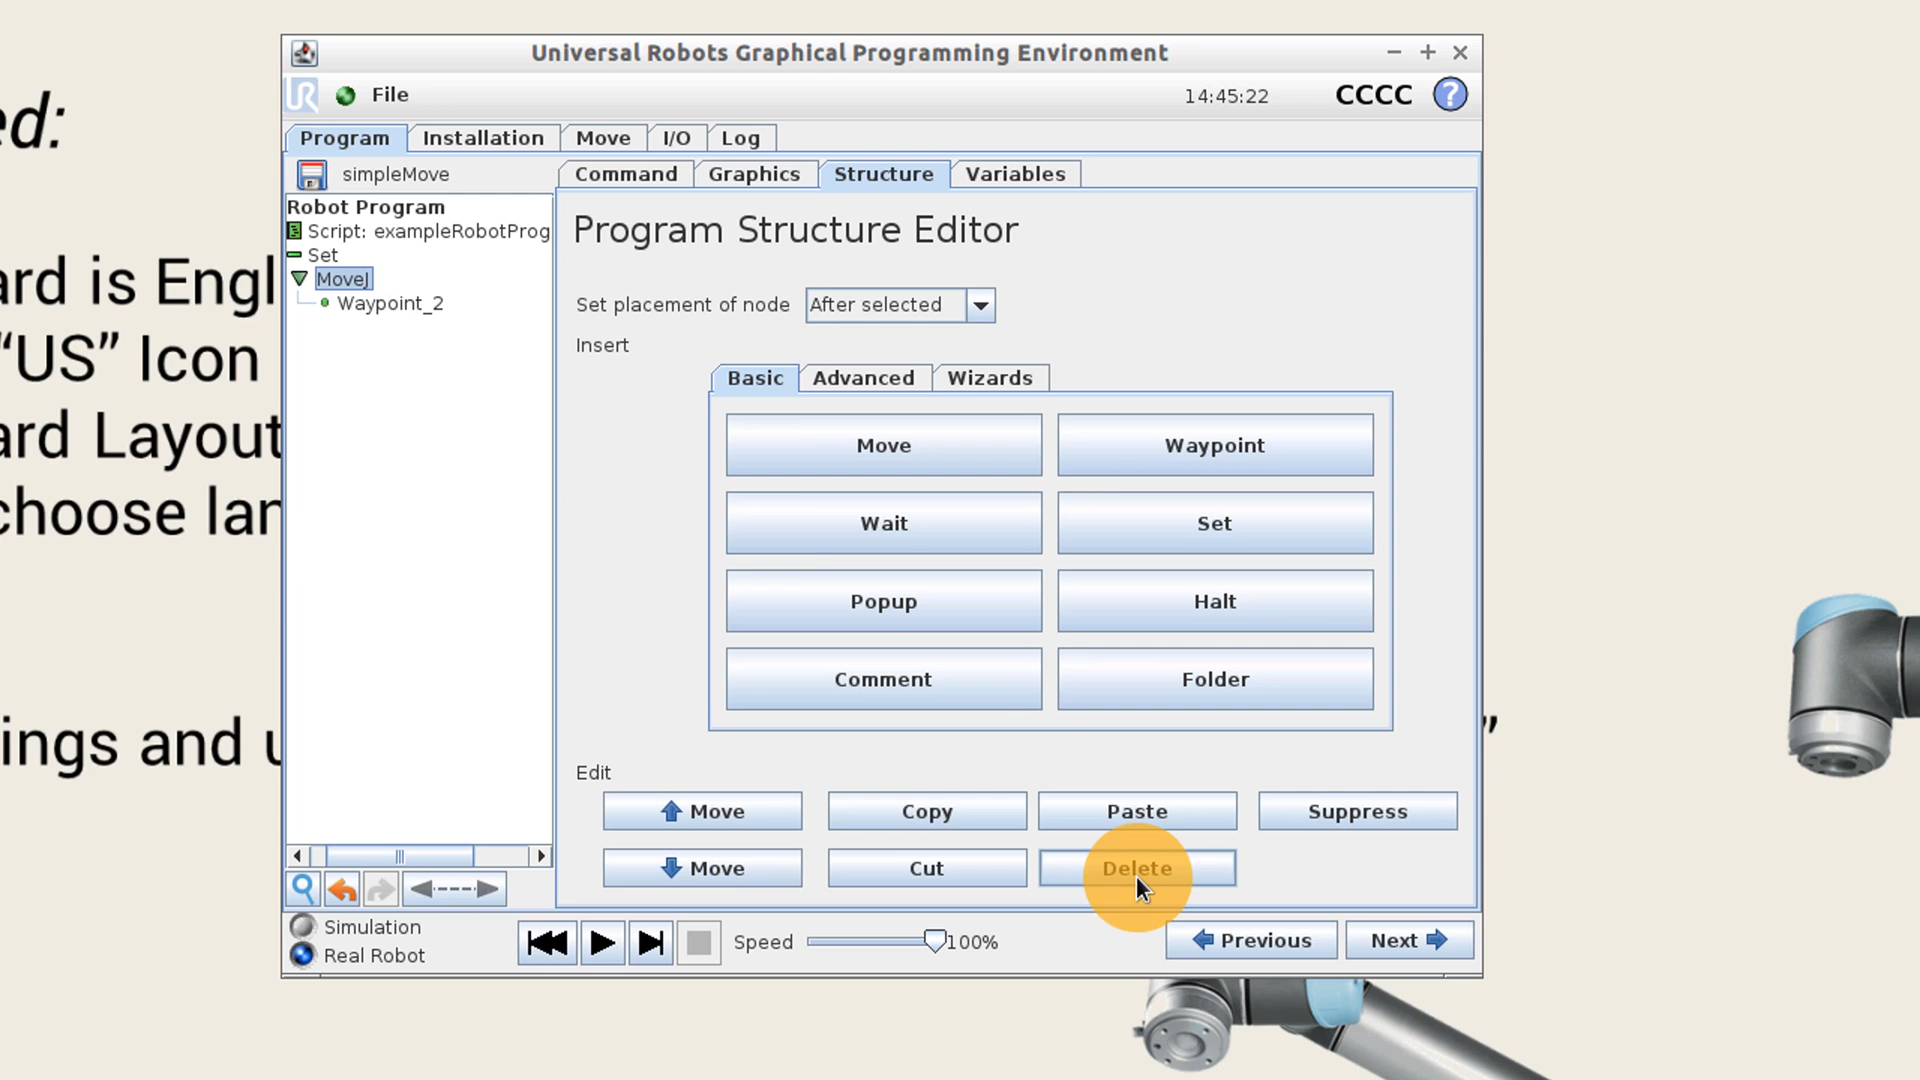 ed:
ard is Engl
"US" Icon
ard Layout
choose lan
ings and u
"
Universal Robots Graphical Programming Environment
UR
File
14:45:22
CCCC
?
Program
Installation
Move
I/O
Log
simpleMove
Command
Graphics
Structure
Variables
Robot Program
Script: exampleRobotProg
Set
MoveJ
Waypoint_2
Program Structure Editor
Set placement of node
After selected
Insert
Basic
Advanced
Wizards
Move
Waypoint
Wait
Set
Popup
Halt
Comment
Folder
Edit
Move
Copy
Paste
Suppress
Move
Cut
Delete
Simulation
Real Robot
Speed
100%
Previous
Next